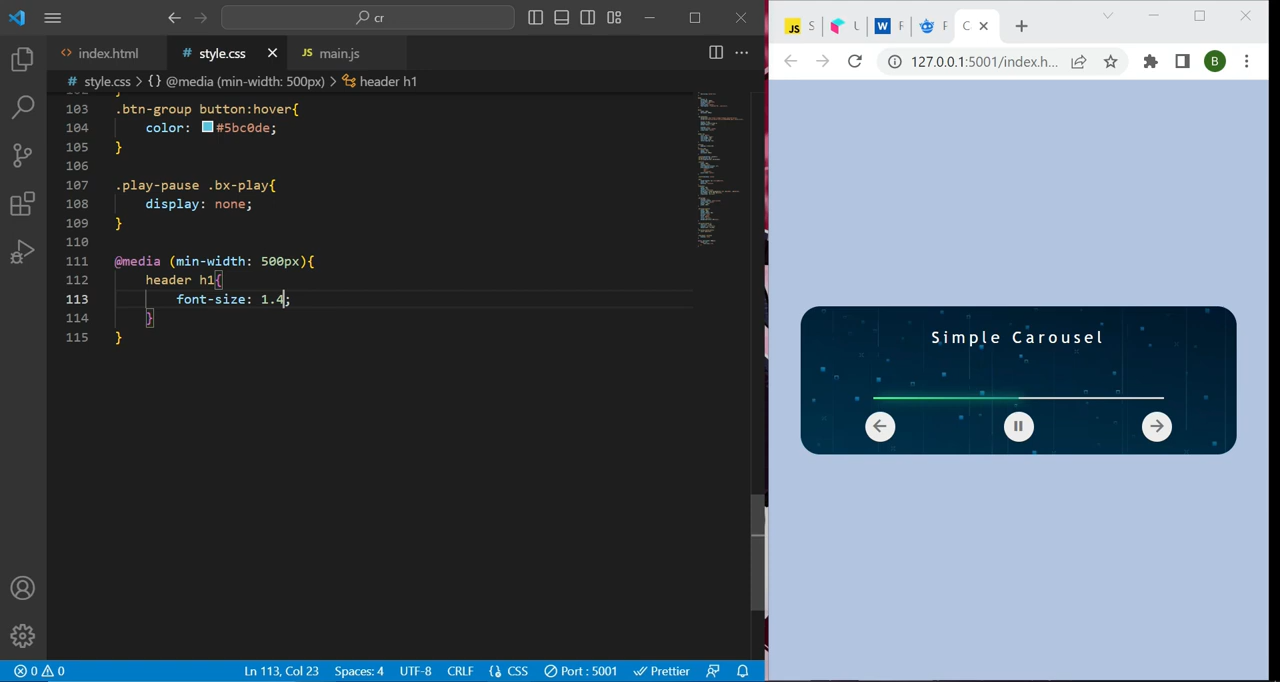 cr
index.html
# style.css
JS main.js
# style.css > {} @media (min-width: 500px) > header h1
103 .btn-group button:hover{
104 color: #5bc0de;
105 }
106
107 .play-pause .bx-play{
108 display: none;
109 }
110
111 @media (min-width: 500px){
112 header h1{
113 font-size: 1.4;
114 }
115 }
0 0
Ln 113, Col 23 Spaces: 4 UTF-8 CRLF {} CSS Port : 5001 Prettier
JS S U W F F C
127.0.0.1:5001/index.h...
B
Simple Carousel